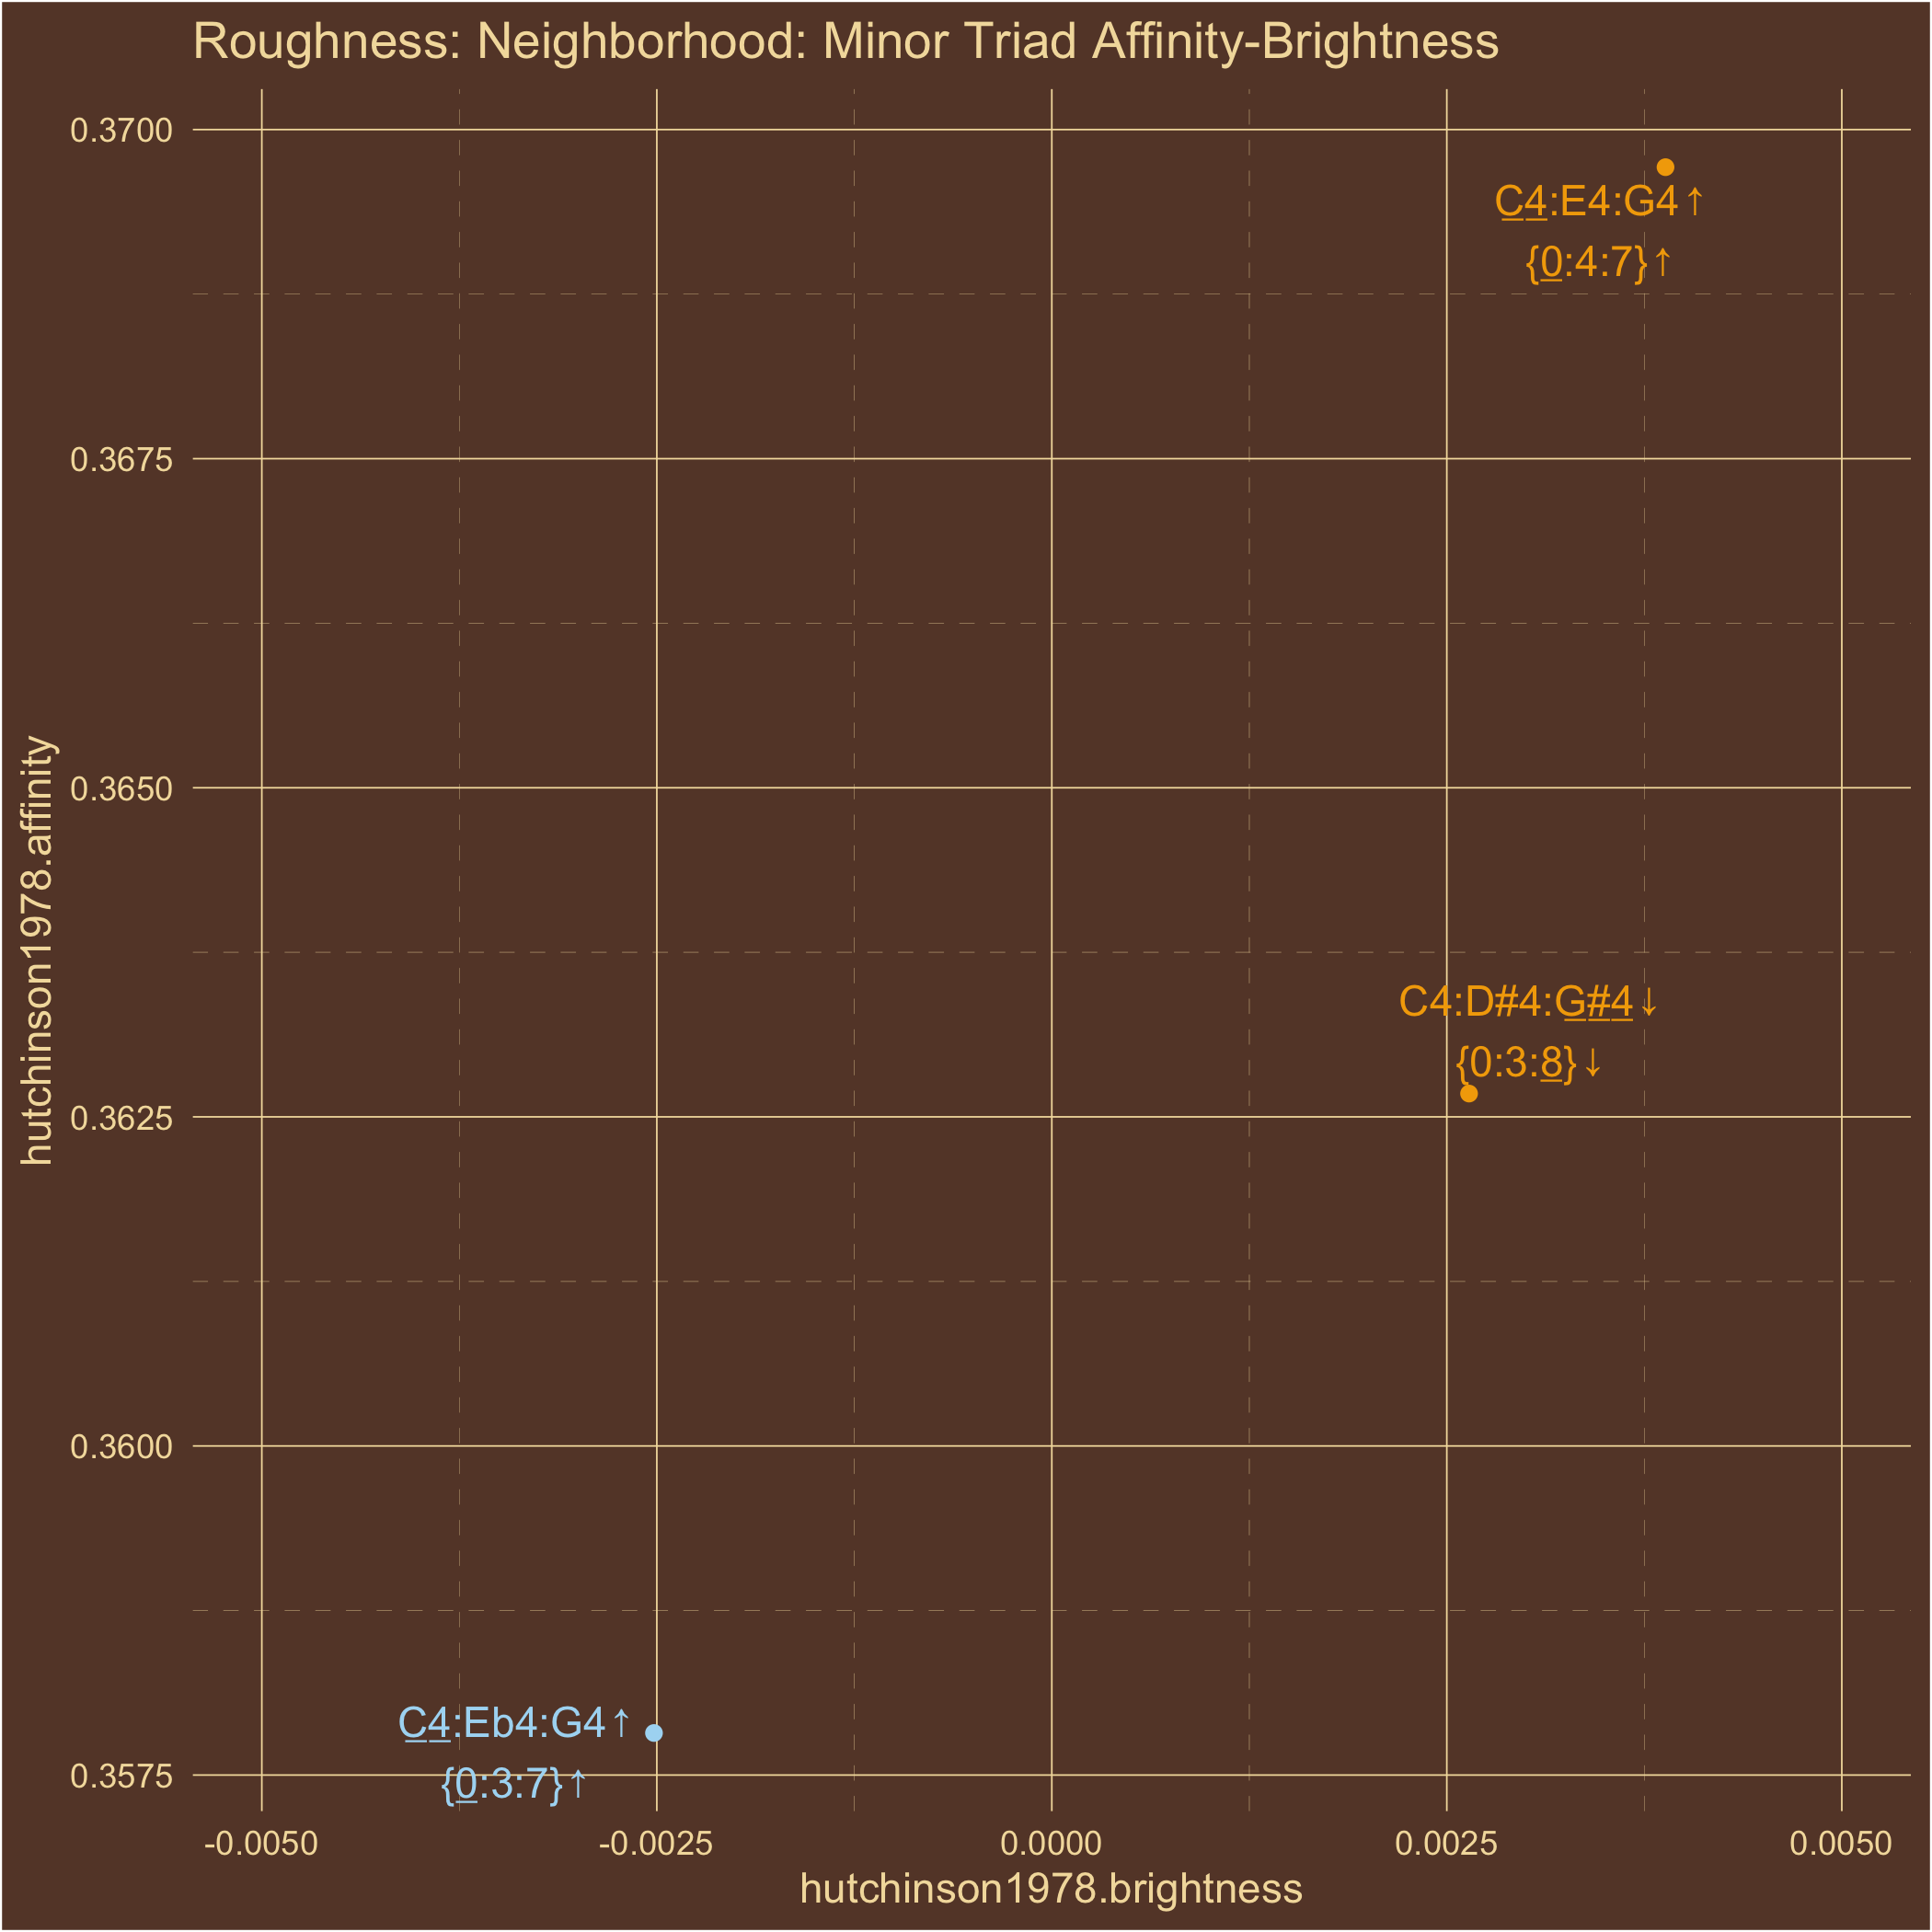 Roughness: Neighborhood: Minor Triad Affinity-Brightness
0.3700
C4:E4:G4↑
{0:4:7}↑
0.3675
0.3650
hutchinson1978.affinity
C4:D#4:G#4↓
{0:3:8}↓
0.3625
0.3600
C4:Eb4:G4↑
{0:3:7}↑
0.3575
-0.0050 -0.0025 0.0000 0.0025 0.0050
hutchinson1978.brightness